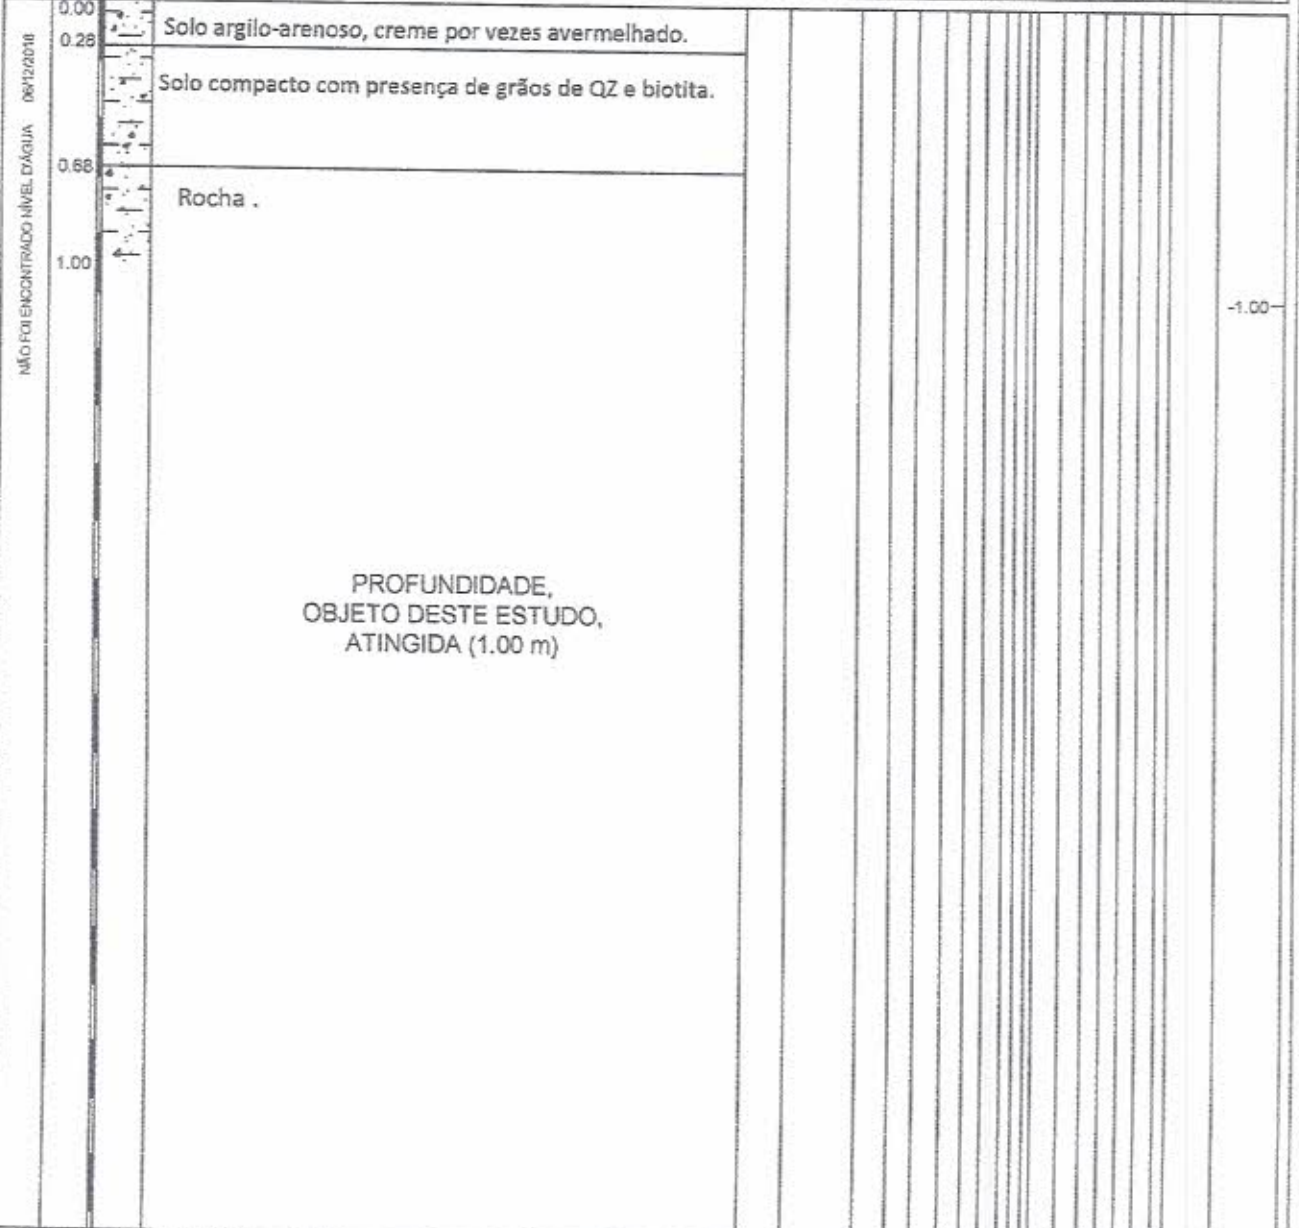 0.00
Solo argilo-arenoso, creme por vezes avermelhado.
0.28
Solo compacto com presença de grãos de QZ e biotita.
0.68
Rocha .
1.00
-1.00
NÃO FOI ENCONTRADO NÍVEL D'ÁGUA 06/12/2018
PROFUNDIDADE,
OBJETO DESTE ESTUDO,
ATINGIDA (1.00 m)